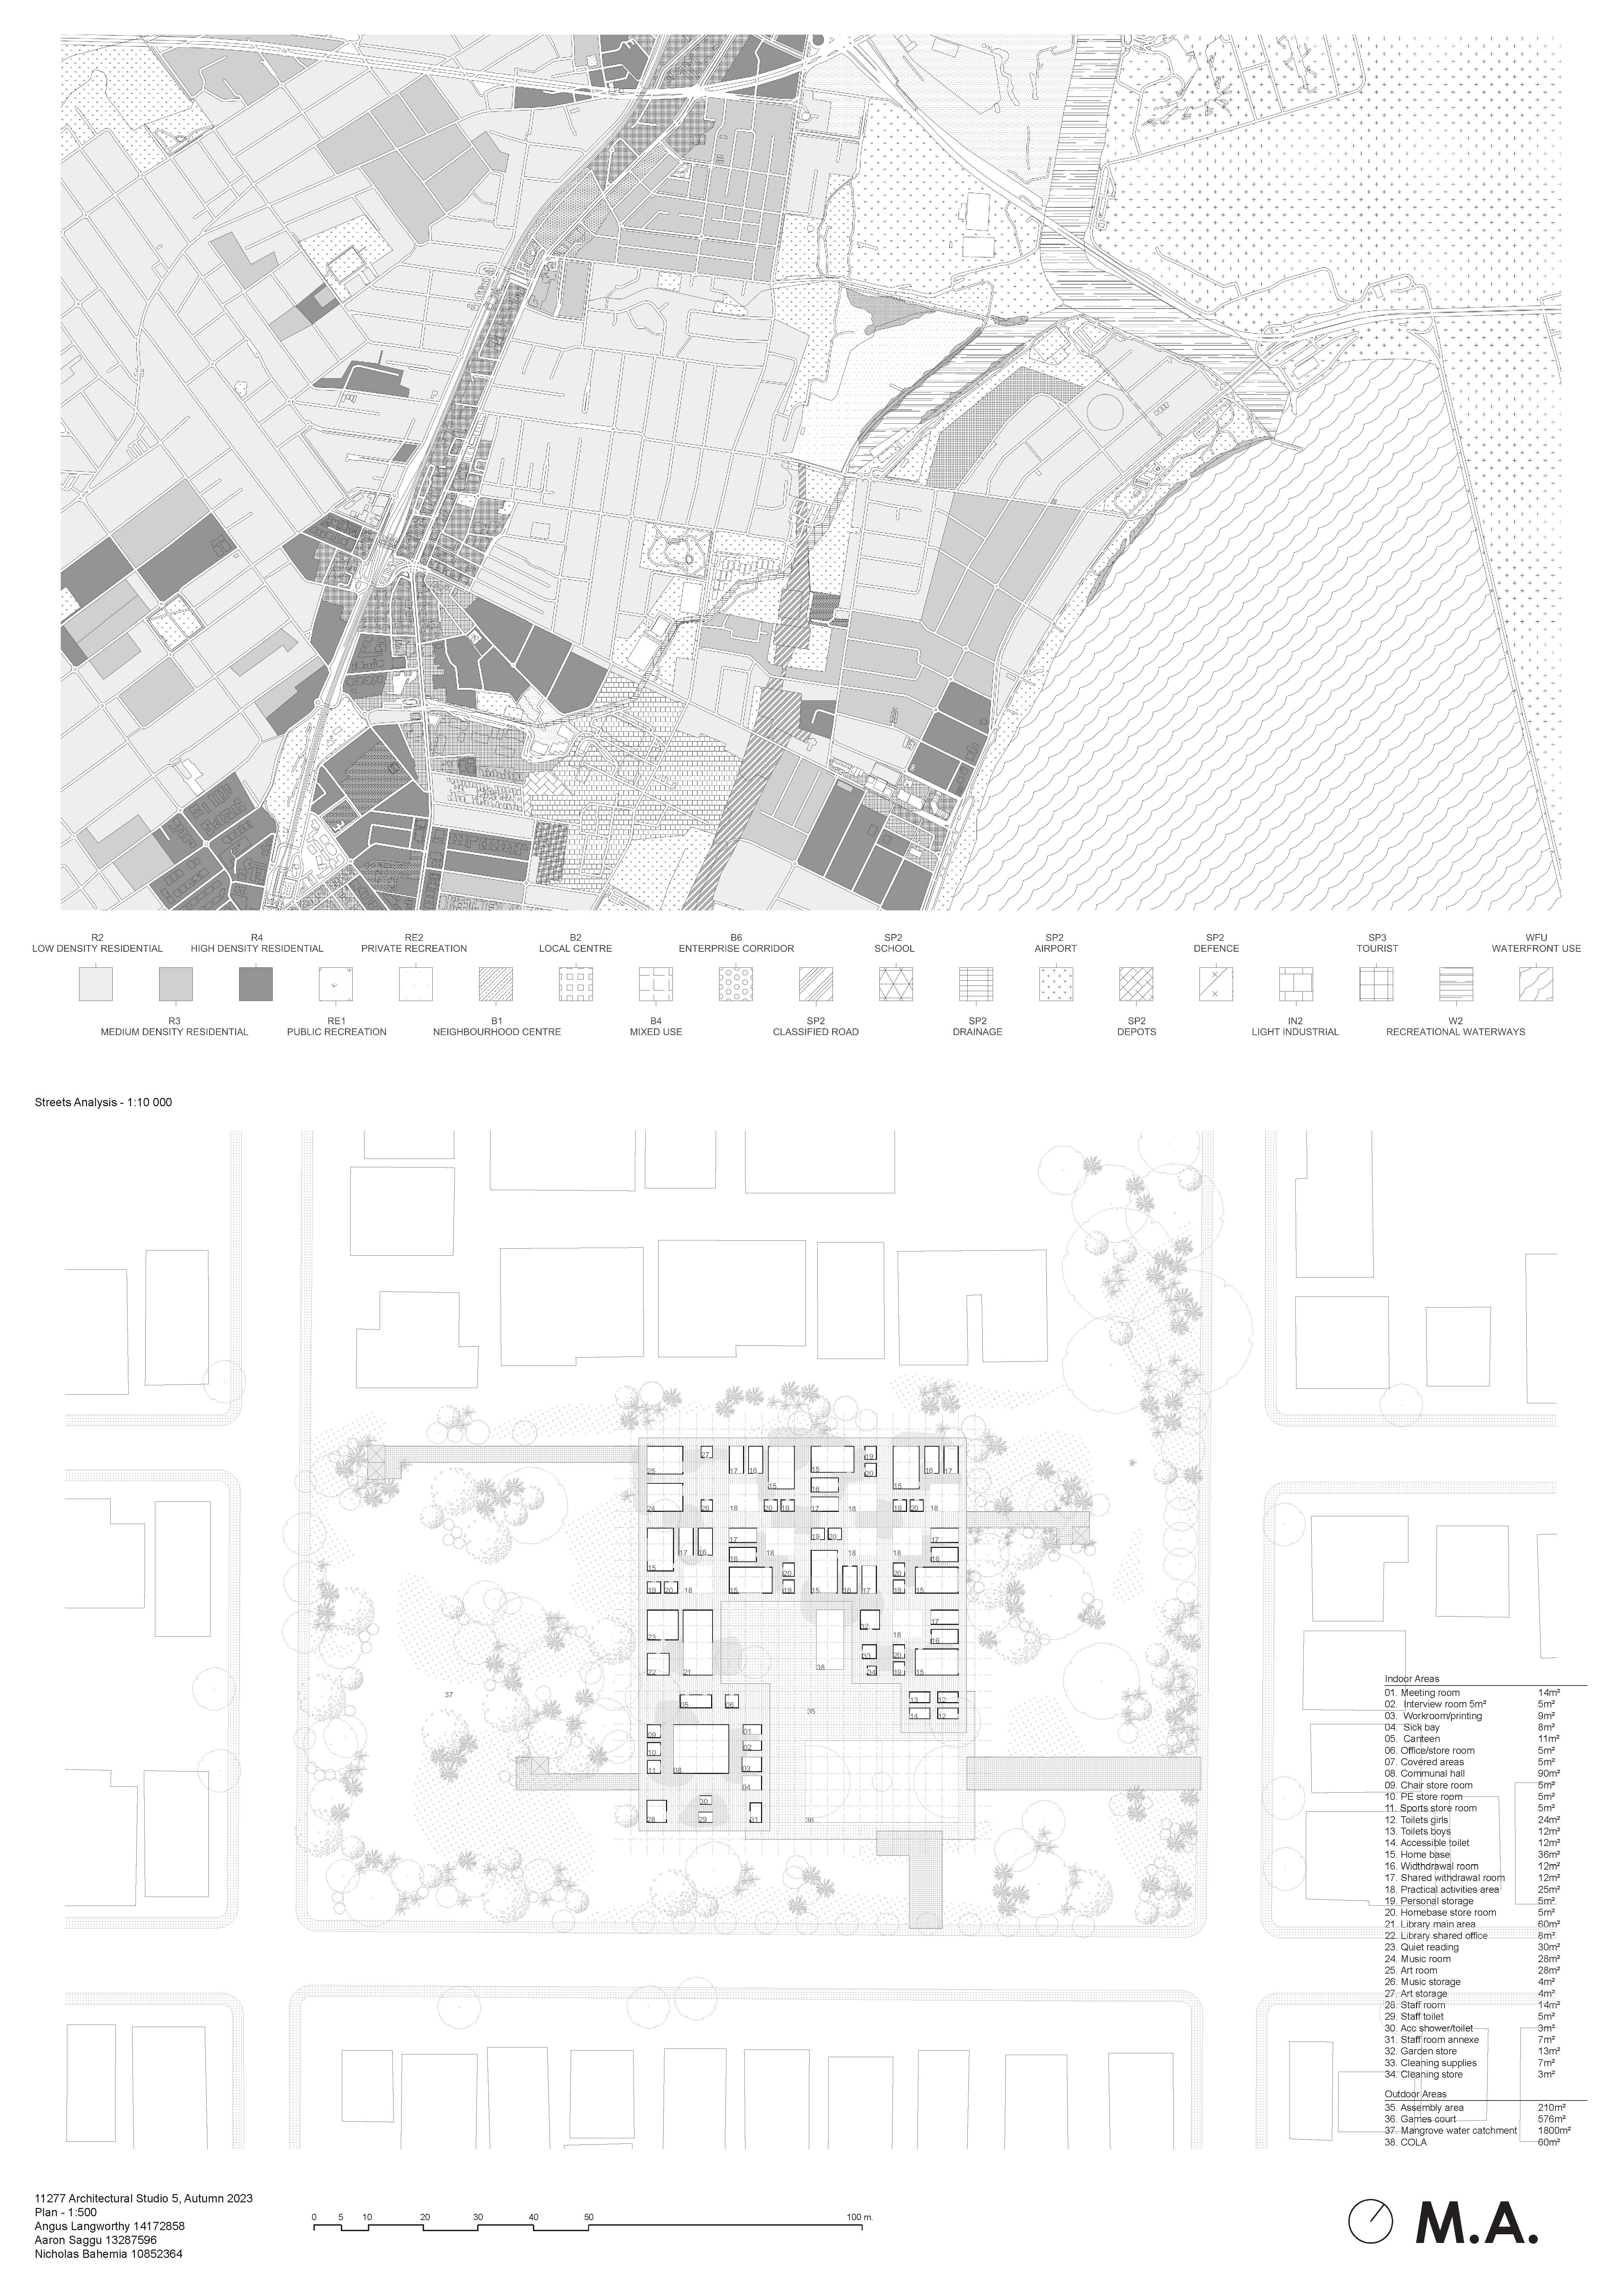 R2
LOW DENSITY RESIDENTIAL
R4
HIGH DENSITY RESIDENTIAL
RE2
PRIVATE RECREATION
B2
LOCAL CENTRE
B6
ENTERPRISE CORRIDOR
SP2
SCHOOL
SP2
AIRPORT
SP2
DEFENCE
SP3
TOURIST
WFU
WATERFRONT USE
R3
MEDIUM DENSITY RESIDENTIAL
RE1
PUBLIC RECREATION
B1
NEIGHBOURHOOD CENTRE
B4
MIXED USE
SP2
CLASSIFIED ROAD
SP2
DRAINAGE
SP2
DEPOTS
IN2
LIGHT INDUSTRIAL
W2
RECREATIONAL WATERWAYS
Streets Analysis - 1:10 000
25 27 17 16 15 15 19 20 15 16 17
24 26 18 20 19 16 17 18 19 20 18
15 17 16 17 16 18 19 20 18 18 17 16
19 20 18 15 20 19 15 16 17 20 19 15
23 22 21 38 32 33 34 18 20 19 17 16 15
37 05 06 35 13 12 14 12
09 10 11 08 01 02 03 04
28 30 29 31 36
Indoor Areas
01. Meeting room 14m²
02. Interview room 5m² 5m²
03. Workroom/printing 9m²
04. Sick bay 8m²
05. Canteen 11m²
06. Office/store room 5m²
07. Covered areas 5m²
08. Communal hall 90m²
09. Chair store room 5m²
10. PE store room 5m²
11. Sports store room 5m²
12. Toilets girls 24m²
13. Toilets boys 12m²
14. Accessible toilet 12m²
15. Home base 36m²
16. Widthdrawal room 12m²
17. Shared withdrawal room 12m²
18. Practical activities area 25m²
19. Personal storage 5m²
20. Homebase store room 5m²
21. Library main area 60m²
22. Library shared office 8m²
23. Quiet reading 30m²
24. Music room 28m²
25. Art room 28m²
26. Music storage 4m²
27. Art storage 4m²
28. Staff room 14m²
29. Staff toilet 5m²
30. Acc shower/toilet 3m²
31. Staff room annexe 7m²
32. Garden store 13m²
33. Cleaning supplies 7m²
34. Cleaning store 3m²
Outdoor Areas
35. Assembly area 210m²
36. Games court 576m²
37. Mangrove water catchment 1800m²
38. COLA 60m²
11277 Architectural Studio 5, Autumn 2023
Plan - 1:500
Angus Langworthy 14172858
Aaron Saggu 13287596
Nicholas Bahemia 10852364
0 5 10 20 30 40 50 100 m.
M.A.